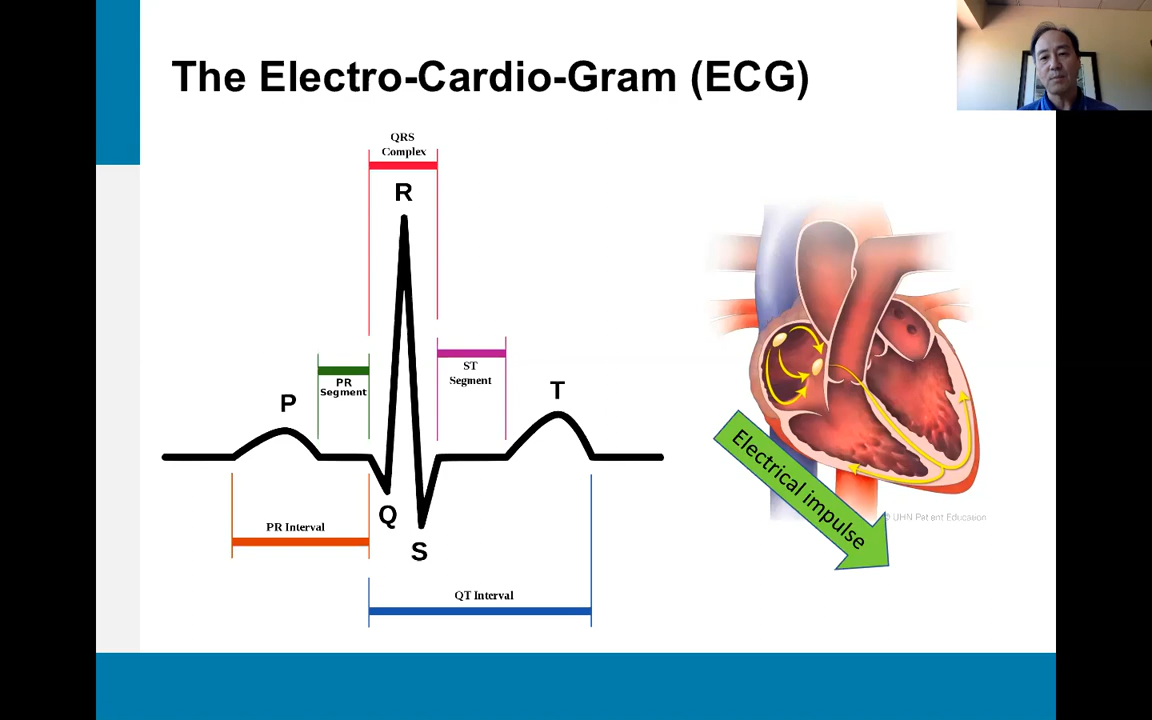 The Electro-Cardio-Gram (ECG)
QRS
Complex
R
PR
Segment
ST
Segment
P
T
Q
S
PR Interval
QT Interval
Electrical impulse
© UHN Patient Education